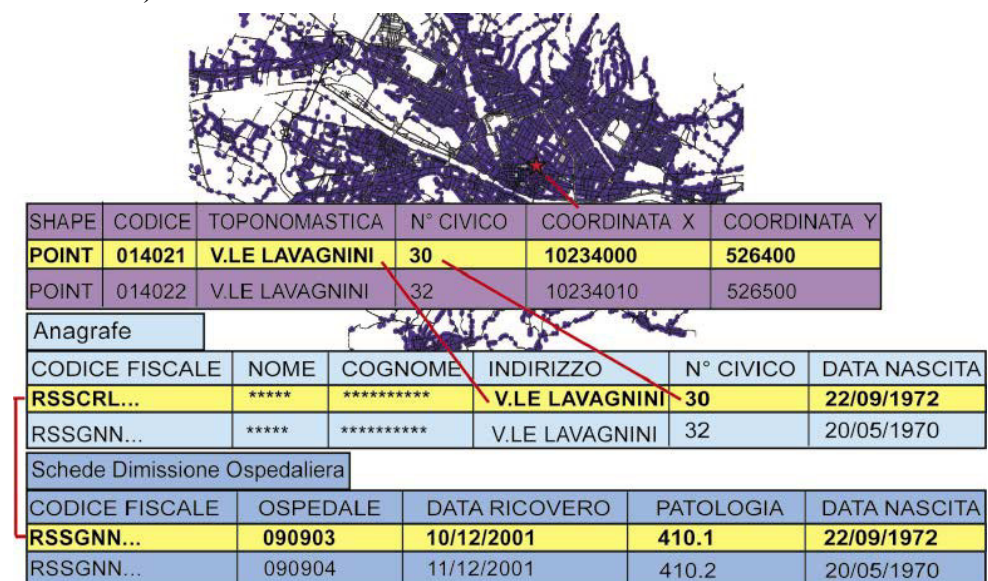 SHAPE CODICE TOPONOMASTICA N° CIVICO COORDINATA X COORDINATA Y
POINT 014021 V.LE LAVAGNINI 30 10234000 526400
POINT 014022 V.LE LAVAGNINI 32 10234010 526500
Anagrafe
CODICE FISCALE NOME COGNOME INDIRIZZO N° CIVICO DATA NASCITA
RSSCRL... ***** ********** V.LE LAVAGNINI 30 22/09/1972
RSSGNN... ***** ********** V.LE LAVAGNINI 32 20/05/1970
Schede Dimissione Ospedaliera
CODICE FISCALE OSPEDALE DATA RICOVERO PATOLOGIA DATA NASCITA
RSSGNN... 090903 10/12/2001 410.1 22/09/1972
RSSGNN... 090904 11/12/2001 410.2 20/05/1970